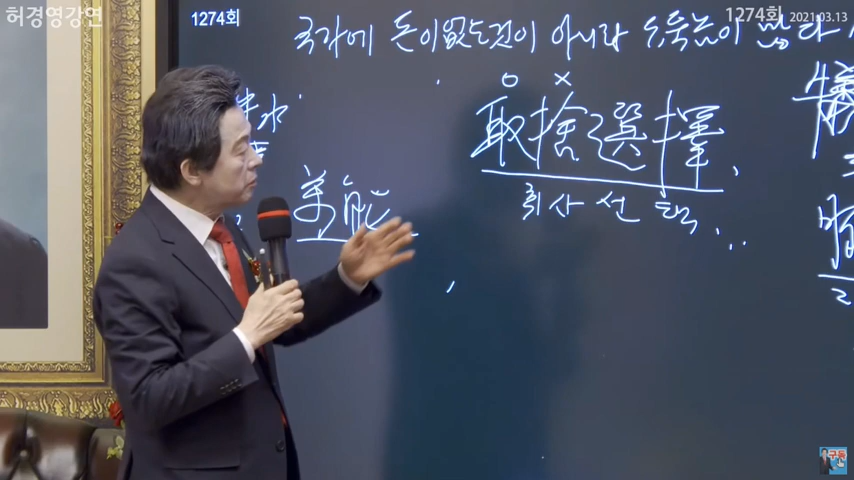 허경영강연
1274회
1274회 2021.03.13
국가에 돈이 없는것이 아니라 도둑놈이 많다
取捨選擇
취사선택
萬能
구독